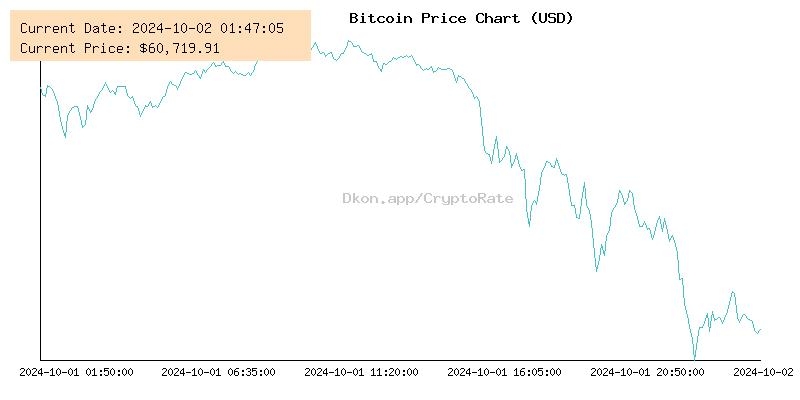 Bitcoin Price Chart (USD)
Current Date: 2024-10-02 01:47:05
Current Price: $60,719.91
Dkon.app/CryptoRate
2024-10-01 01:50:00 2024-10-01 06:35:00 2024-10-01 11:20:00 2024-10-01 16:05:00 2024-10-01 20:50:00 2024-10-02